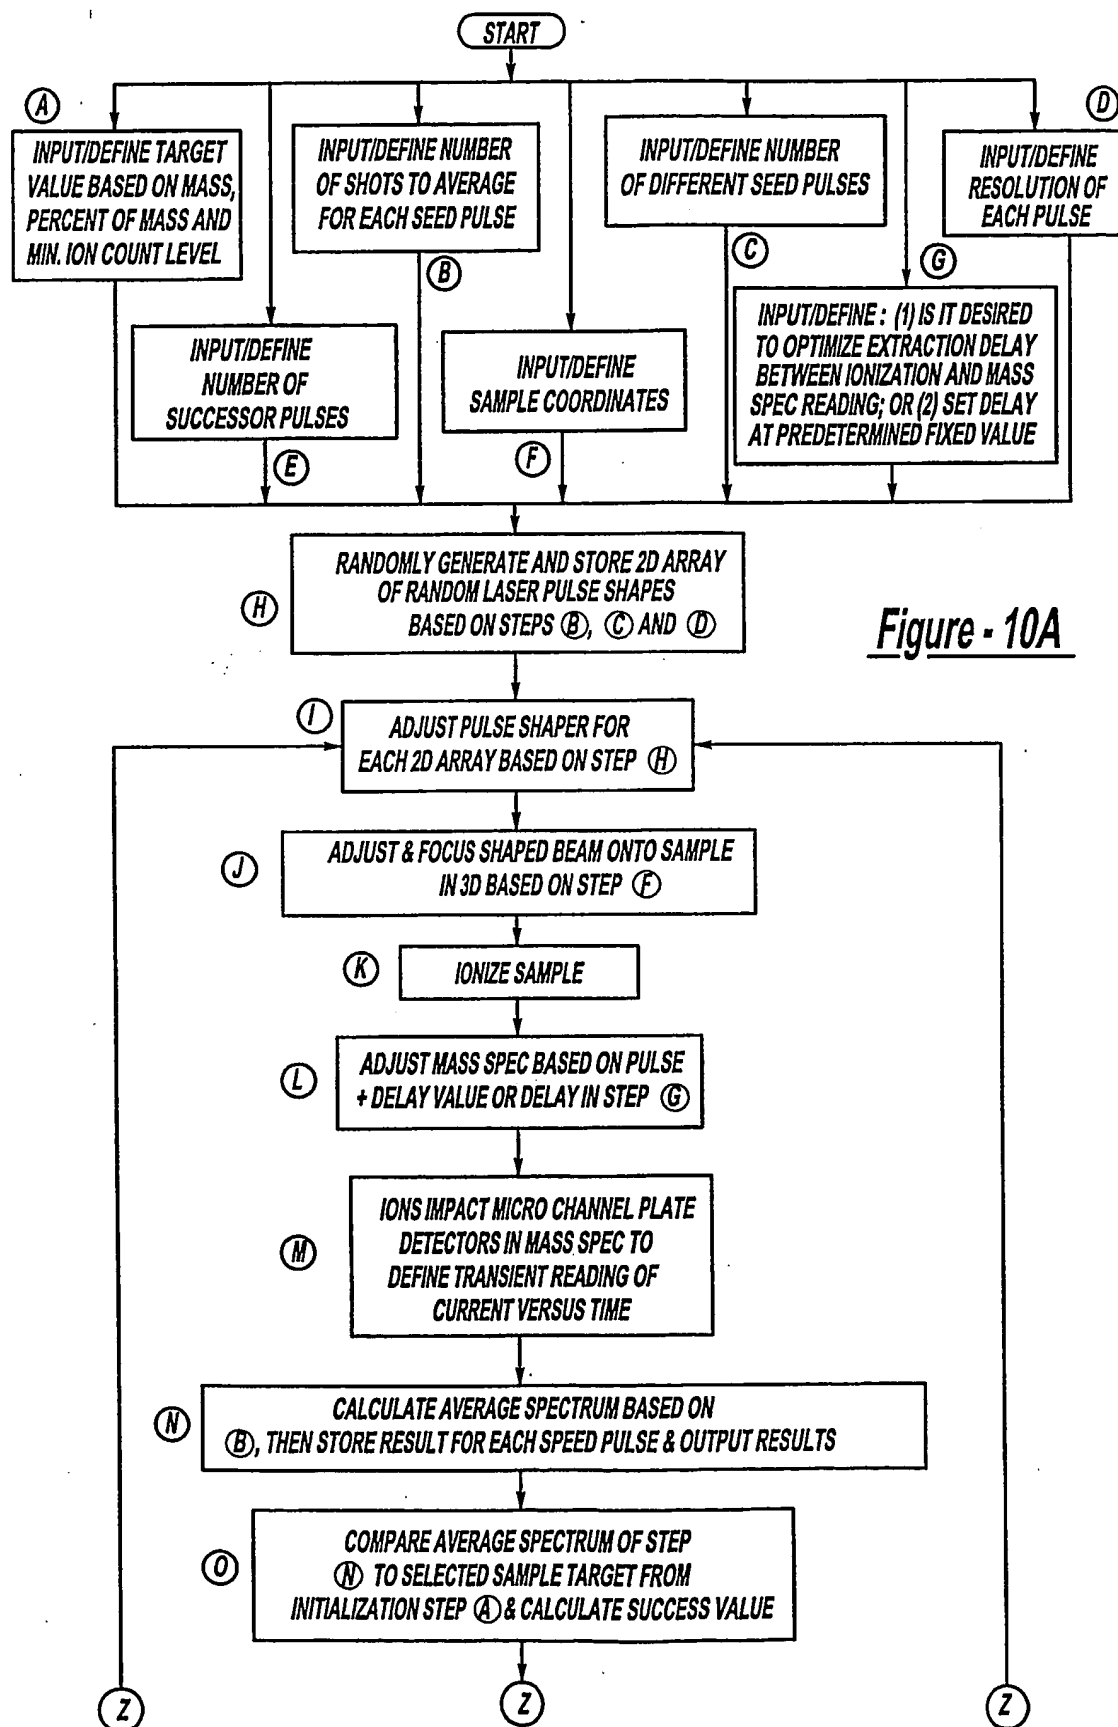 START
A
INPUT/DEFINE TARGET
VALUE BASED ON MASS,
PERCENT OF MASS AND
MIN. ION COUNT LEVEL
INPUT/DEFINE NUMBER
OF SHOTS TO AVERAGE
FOR EACH SEED PULSE
B
INPUT/DEFINE NUMBER
OF DIFFERENT SEED PULSES
C
D
INPUT/DEFINE
RESOLUTION OF
EACH PULSE
INPUT/DEFINE
NUMBER OF
SUCCESSOR PULSES
E
INPUT/DEFINE
SAMPLE COORDINATES
F
G
INPUT/DEFINE : (1) IS IT DESIRED
TO OPTIMIZE EXTRACTION DELAY
BETWEEN IONIZATION AND MASS
SPEC READING; OR (2) SET DELAY
AT PREDETERMINED FIXED VALUE
H
RANDOMLY GENERATE AND STORE 2D ARRAY
OF RANDOM LASER PULSE SHAPES
BASED ON STEPS B, C AND D
Figure - 10A
I
ADJUST PULSE SHAPER FOR
EACH 2D ARRAY BASED ON STEP H
J
ADJUST & FOCUS SHAPED BEAM ONTO SAMPLE
IN 3D BASED ON STEP F
K
IONIZE SAMPLE
L
ADJUST MASS SPEC BASED ON PULSE
+ DELAY VALUE OR DELAY IN STEP G
M
IONS IMPACT MICRO CHANNEL PLATE
DETECTORS IN MASS SPEC TO
DEFINE TRANSIENT READING OF
CURRENT VERSUS TIME
N
CALCULATE AVERAGE SPECTRUM BASED ON
B, THEN STORE RESULT FOR EACH SPEED PULSE & OUTPUT RESULTS
O
COMPARE AVERAGE SPECTRUM OF STEP
N TO SELECTED SAMPLE TARGET FROM
INITIALIZATION STEP A & CALCULATE SUCCESS VALUE
Z
Z
Z